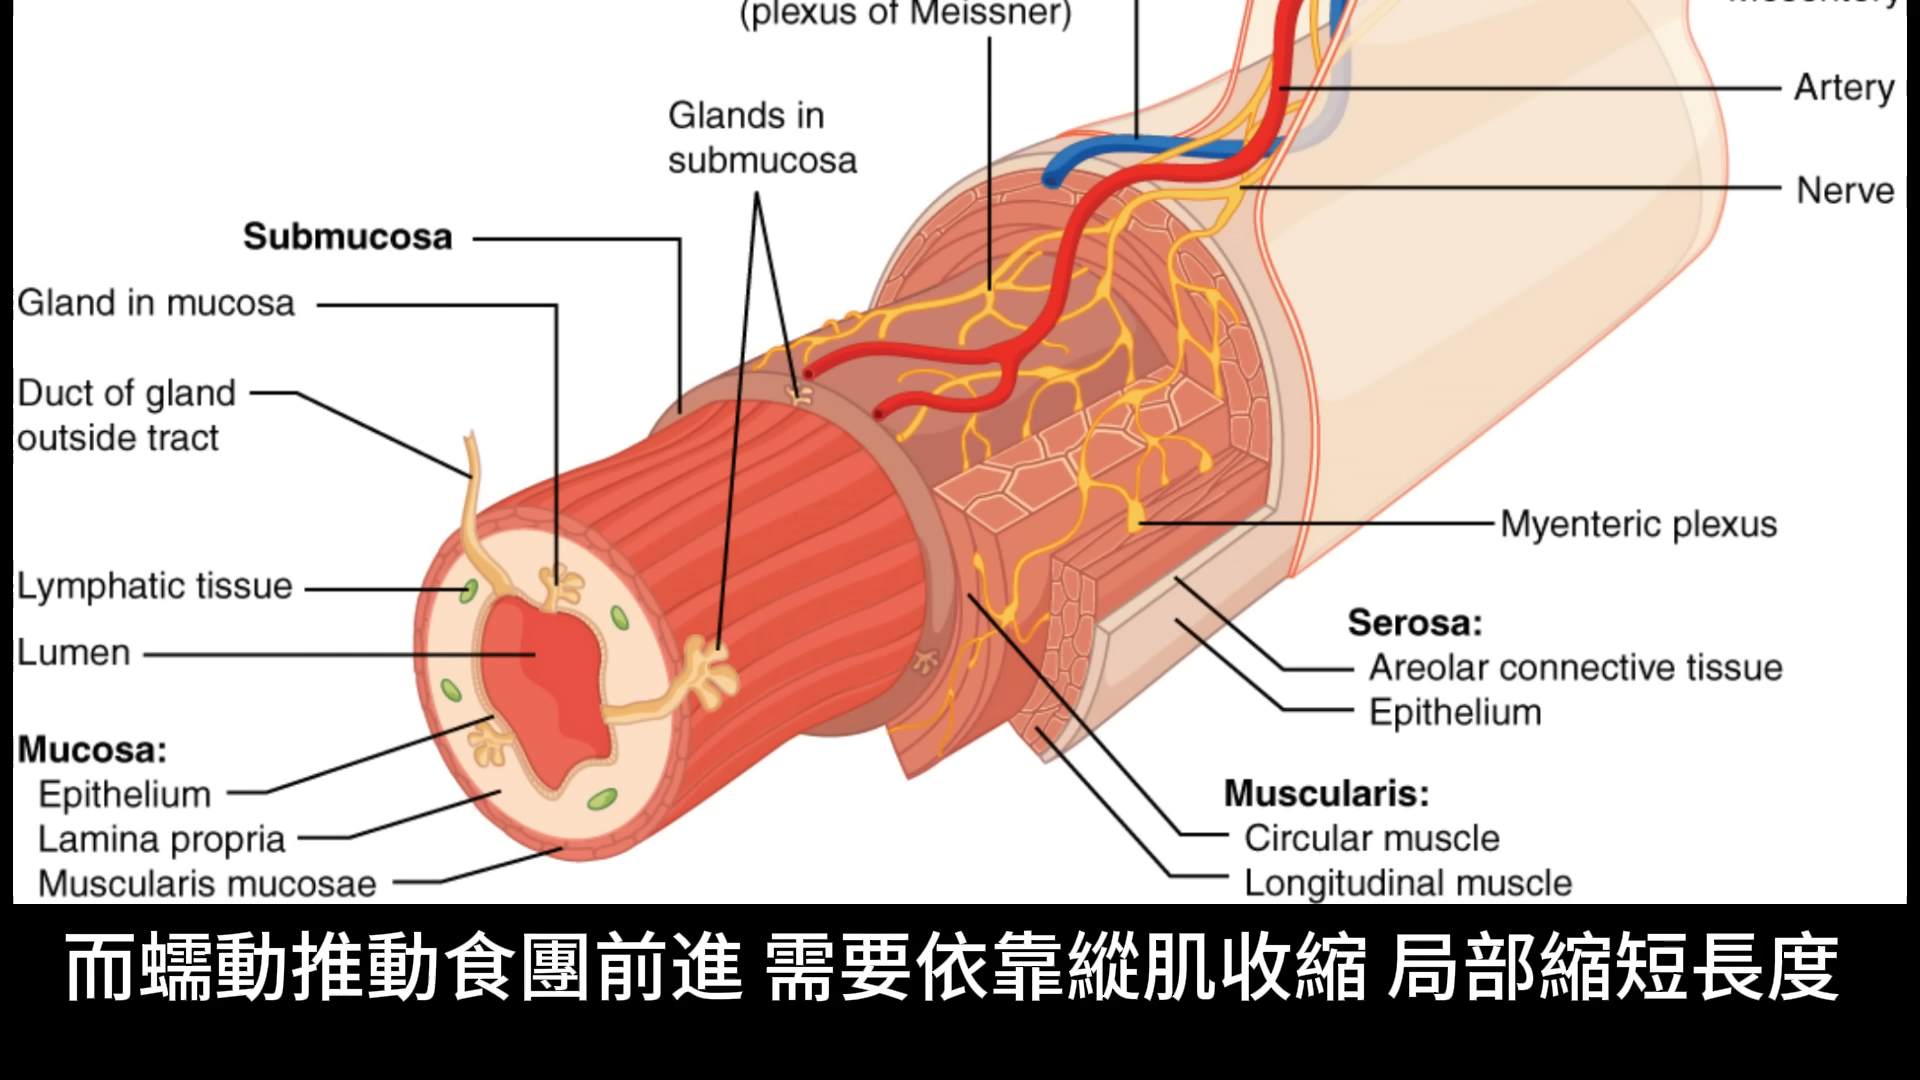 (plexus of Meissner)
Artery
Glands in
submucosa
Nerve
Submucosa
Gland in mucosa
Duct of gland
outside tract
Myenteric plexus
Lymphatic tissue
Lumen
Serosa:
Areolar connective tissue
Epithelium
Mucosa:
Epithelium
Lamina propria
Muscularis mucosae
Muscularis:
Circular muscle
Longitudinal muscle
而蠕動推動食團前進 需要依靠縱肌收縮 局部縮短長度